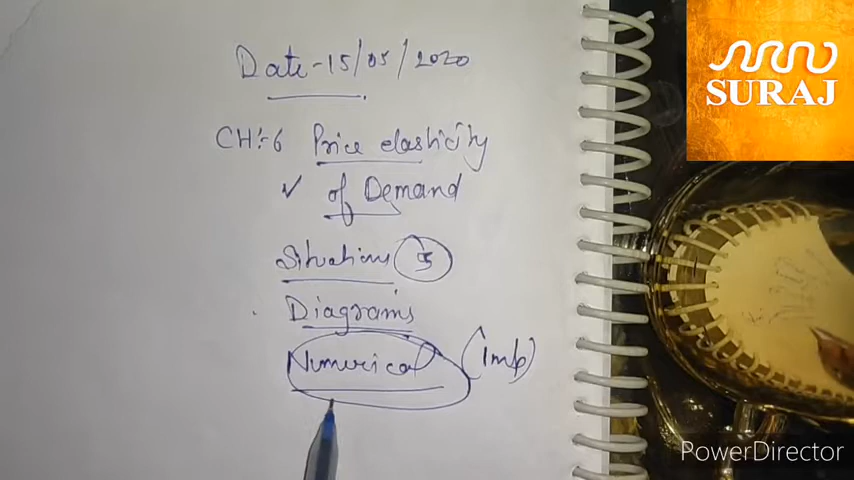 Date-15/05/2020
CH:-6 Price elasticity
✓ of Demand
Situations 5
Diagrams
Numerical (Imp)
SURAJ
PowerDirector